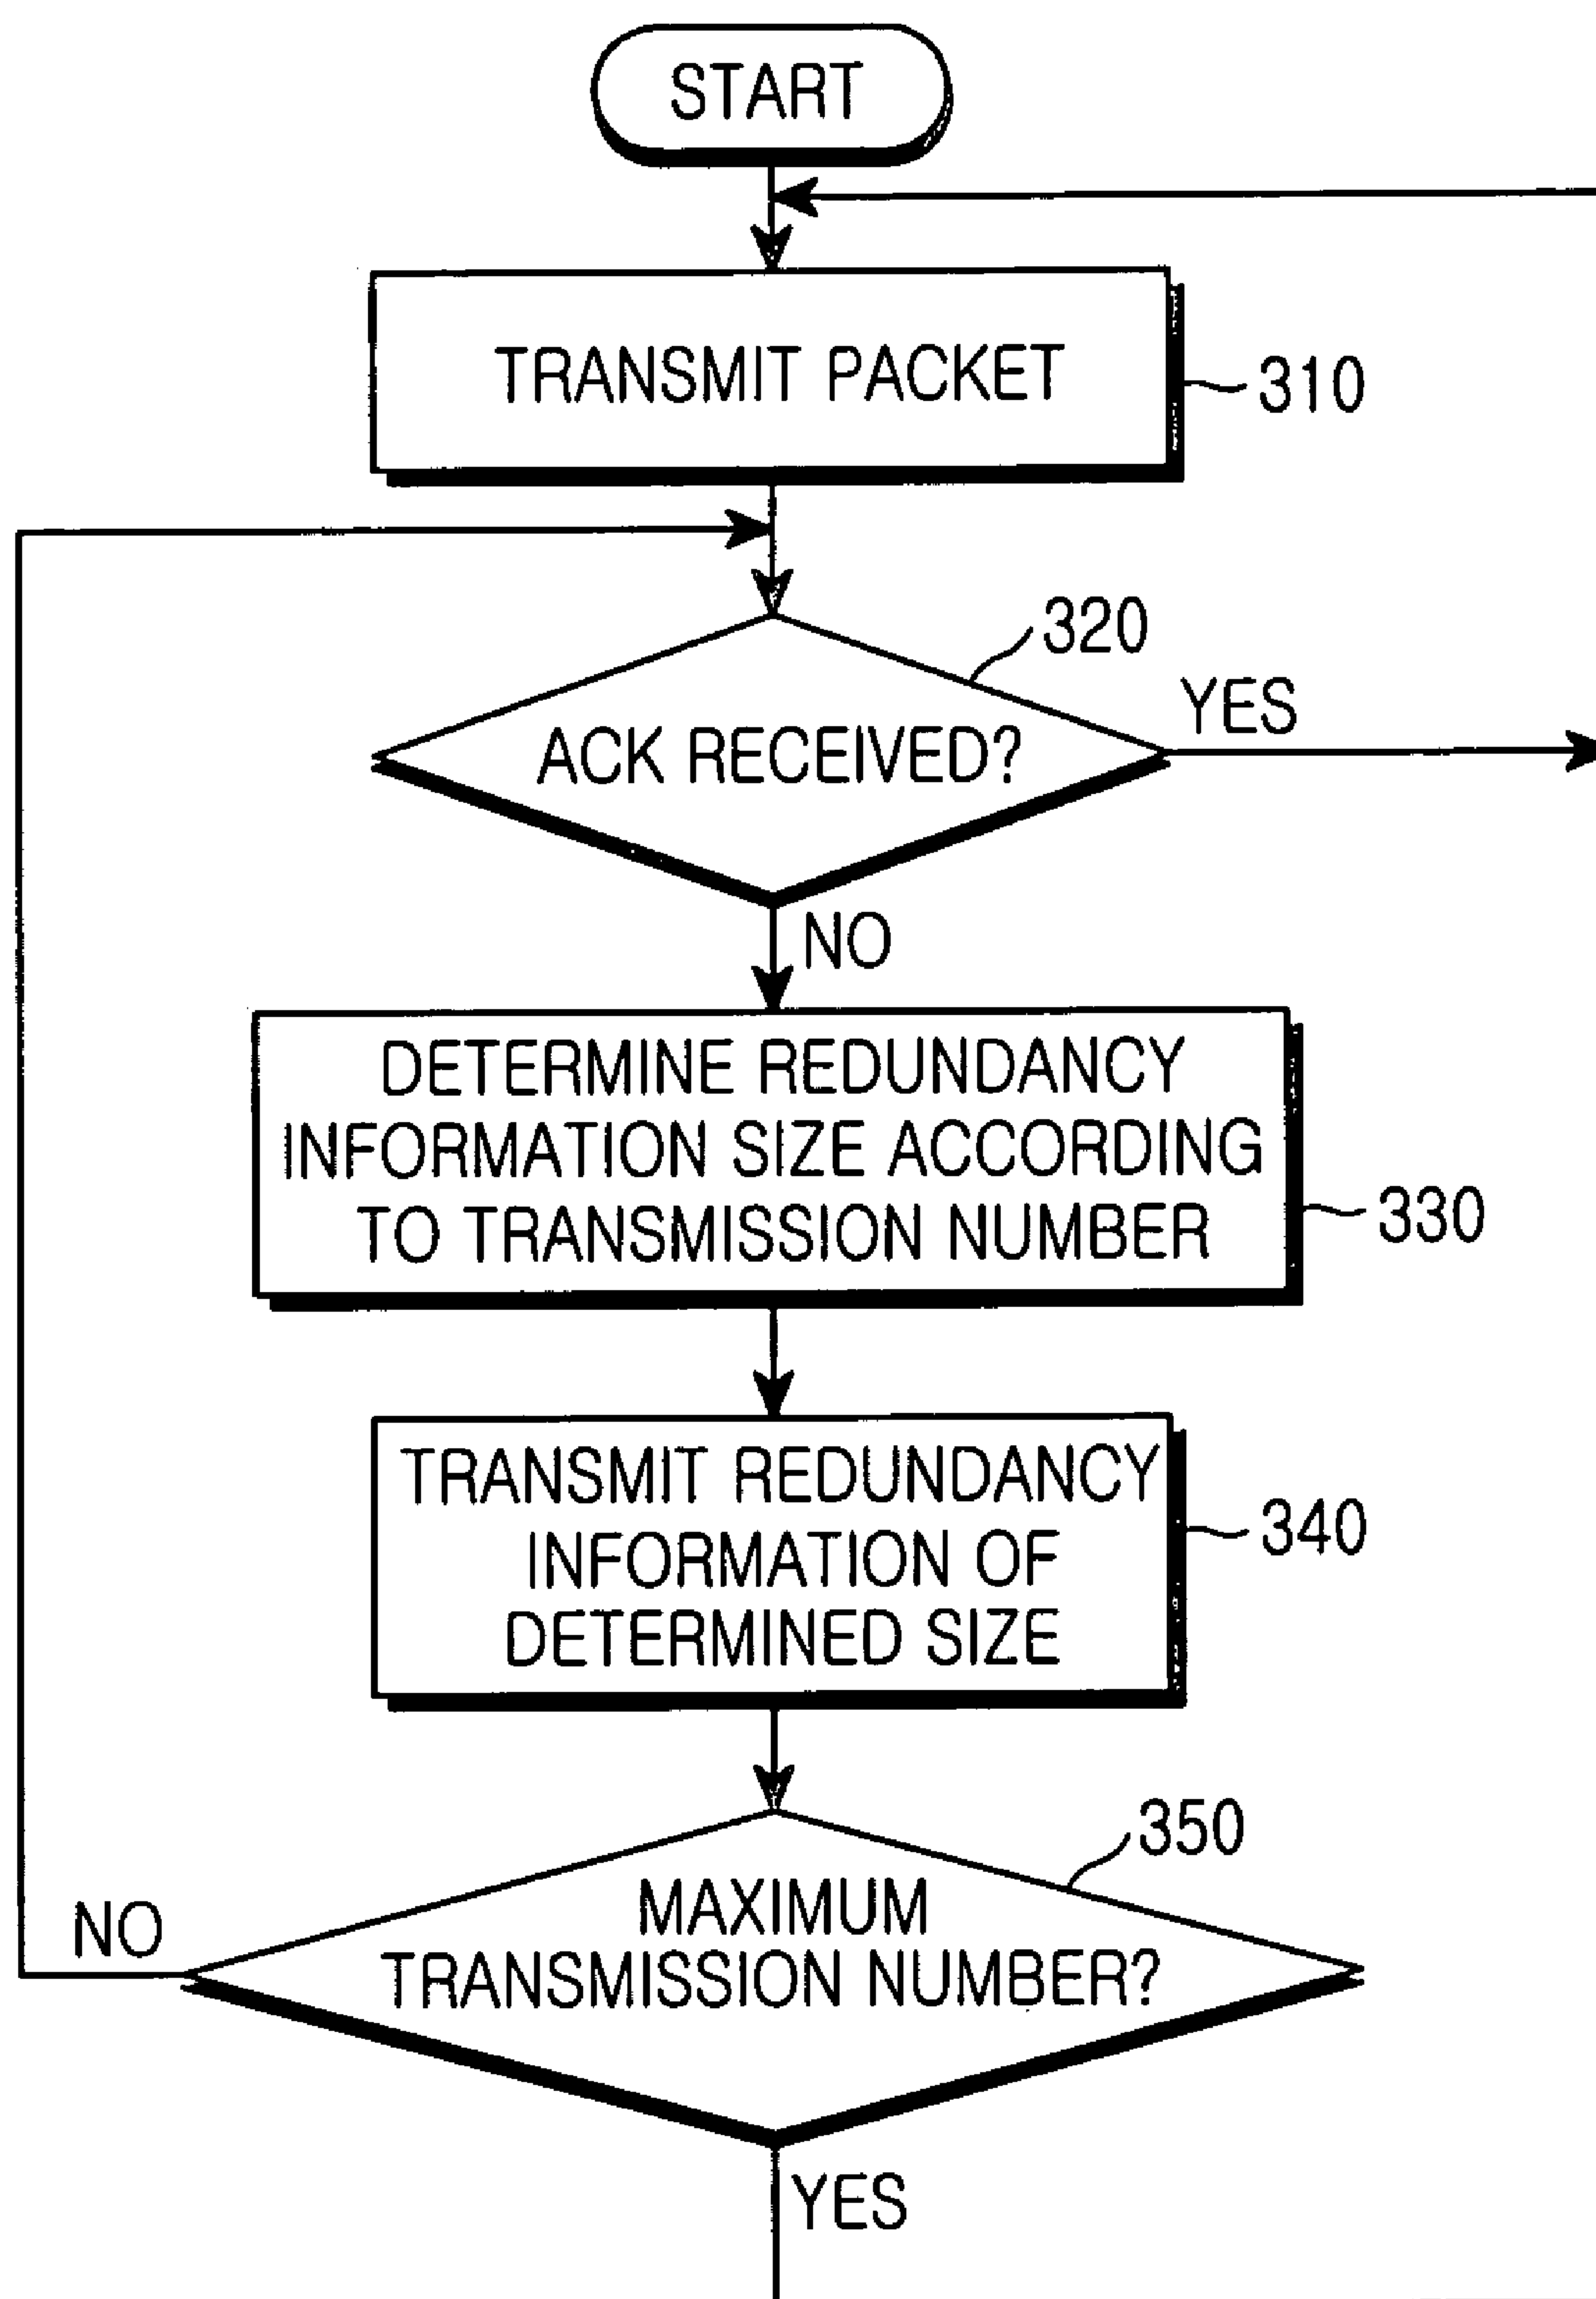 START
TRANSMIT PACKET
310
320
ACK RECEIVED?
YES
NO
DETERMINE REDUNDANCY
INFORMATION SIZE ACCORDING
TO TRANSMISSION NUMBER
330
TRANSMIT REDUNDANCY
INFORMATION OF
DETERMINED SIZE
340
350
MAXIMUM
TRANSMISSION NUMBER?
NO
YES